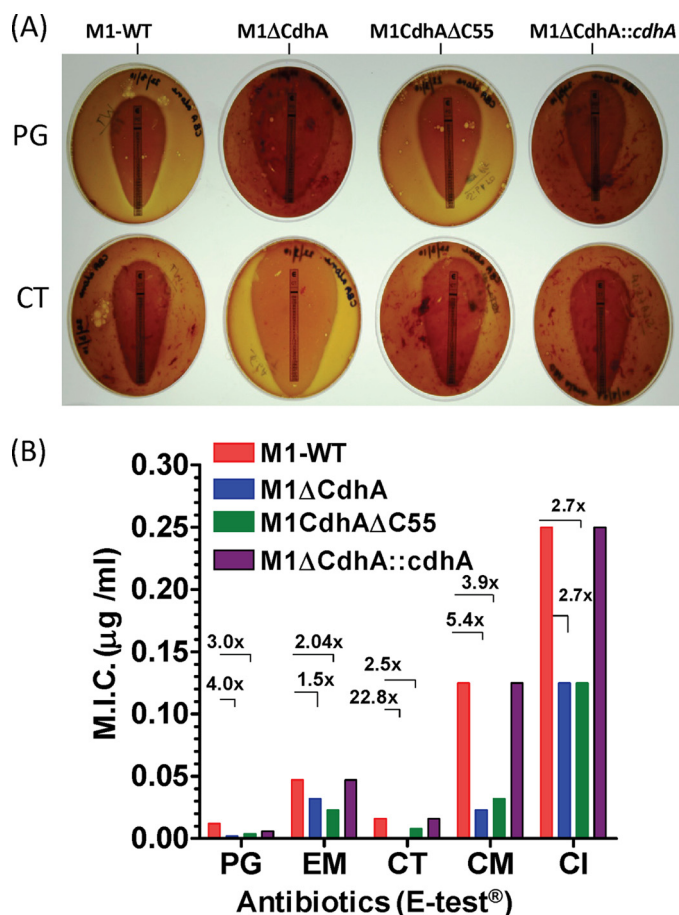 (A)
M1-WT M1ΔCdhA M1CdhAΔC55 M1ΔCdhA::cdhA
PG
CT
(B)
M1-WT
M1ΔCdhA
M1CdhAΔC55
M1ΔCdhA::cdhA
M.I.C. (µg /ml)
0.30
0.25
0.20
0.15
0.10
0.05
0.00
3.0x
4.0x
2.04x
1.5x
2.5x
22.8x
3.9x
5.4x
2.7x
2.7x
PG EM CT CM CI
Antibiotics (E-test®)